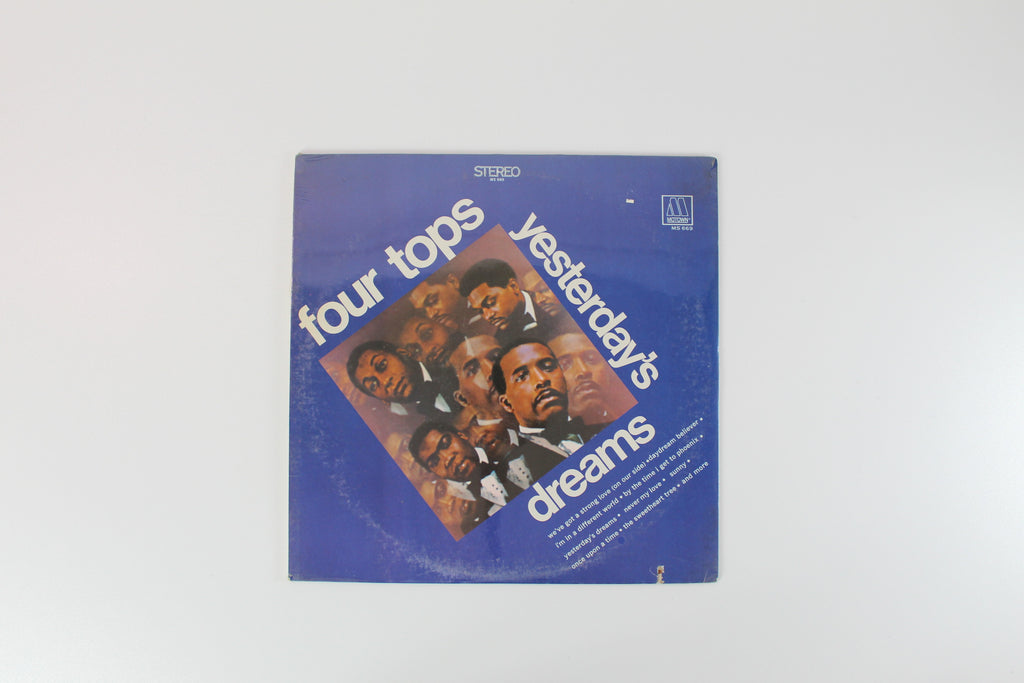 STEREO
MS 669
MOTOWN
MS 669
four tops
yesterday's
dreams
we've got a strong love (on our side) • daydream believer •
i'm in a different world • by the time i get to phoenix •
yesterday's dreams • never my love • sunny •
once upon a time • the sweetheart tree • and more